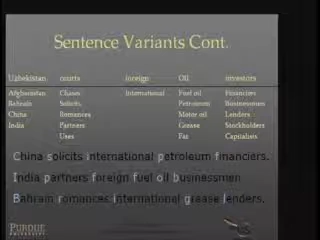 Sentence Variants Cont.
Uzbekistan courts foreign Oil investors
Afghanistan Chases International Fuel oil Financiers
Bahrain Solicits Petroleum Businessmen
China Romances Motor oil Lenders
India Partners Grease Stockholders
Uses Fat Capitalists
China solicits international petroleum financiers.
India partners foreign fuel oil businessmen
Bahrain romances international grease lenders.
PURDUE
UNIVERSITY